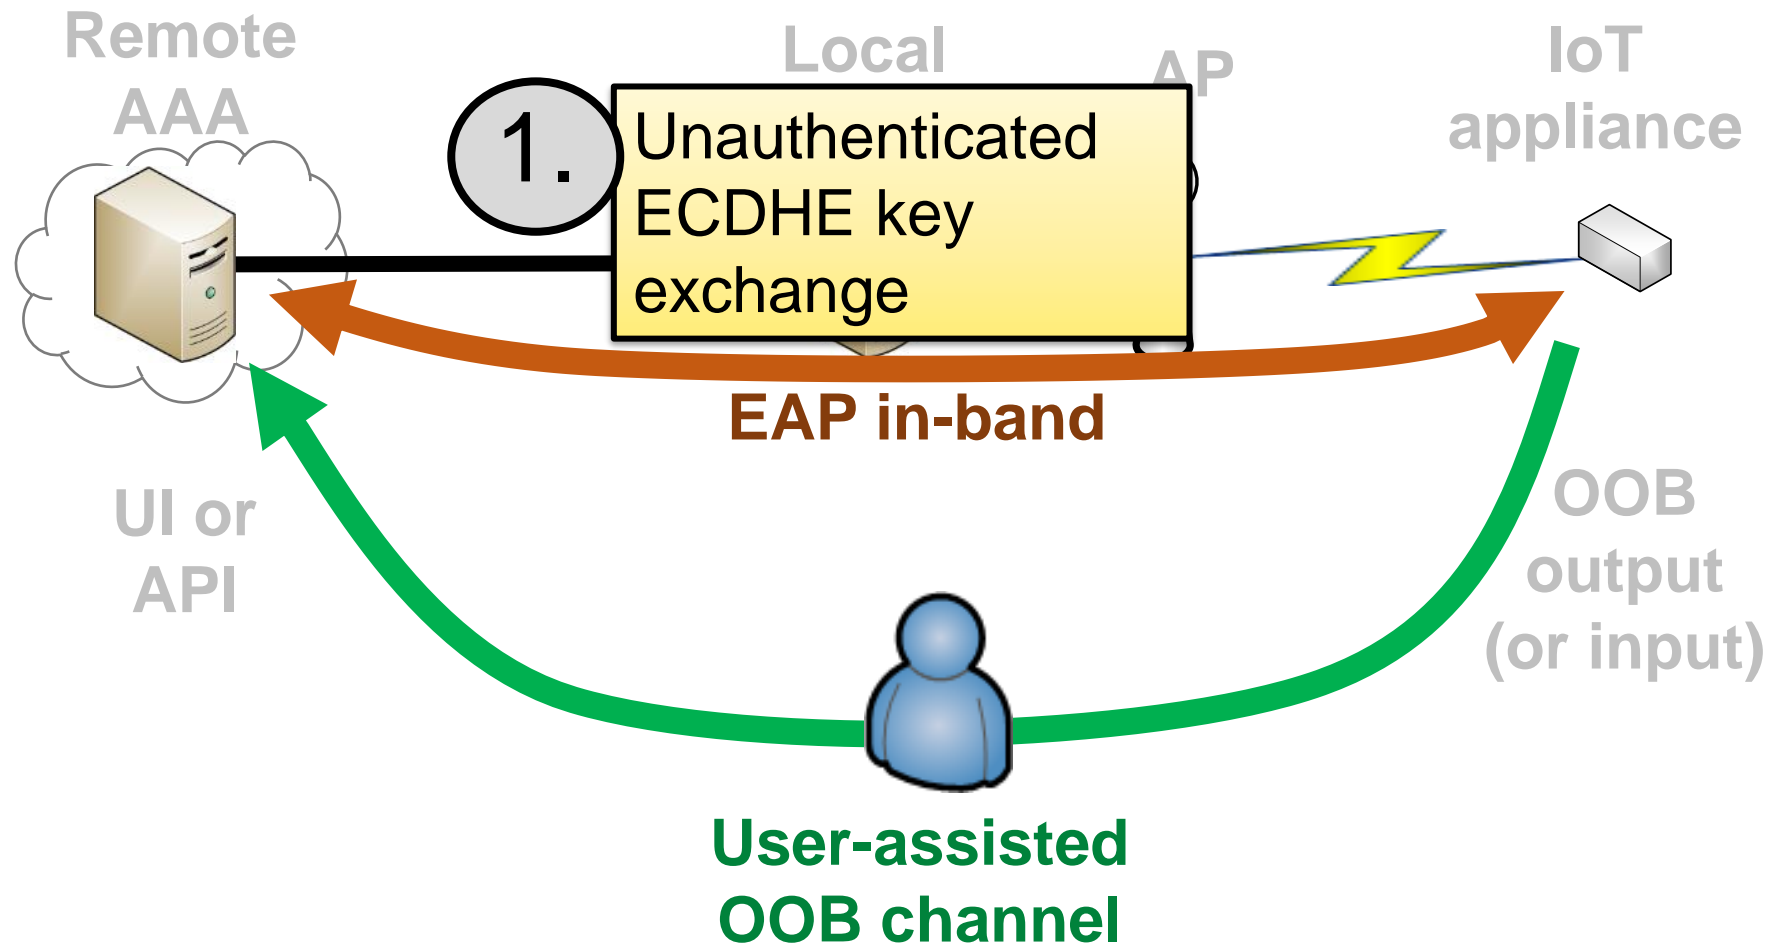 Remote
AAA
Local
AP
IoT
appliance
1.
Unauthenticated
ECDHE key
exchange
EAP in-band
UI or
API
OOB
output
(or input)
User-assisted
OOB channel